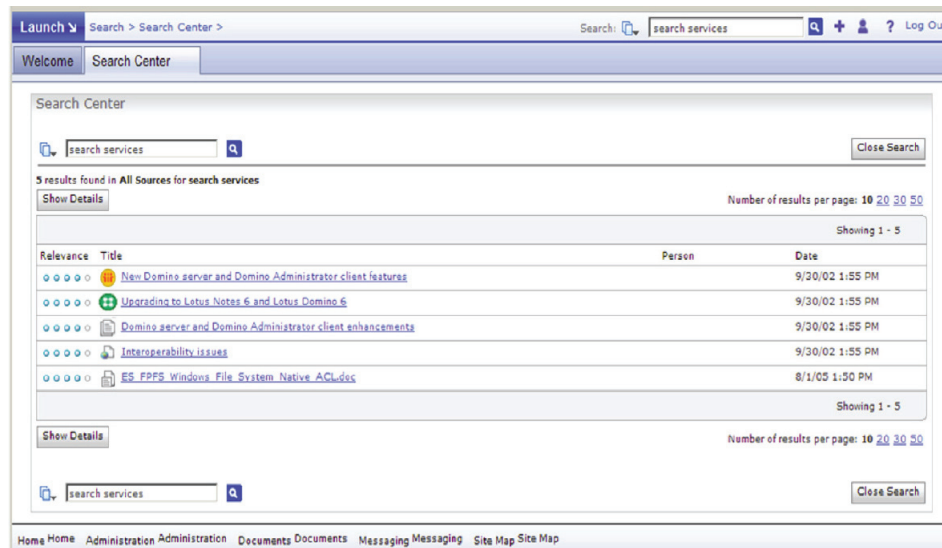 Launch Search > Search Center > Search: search services ? Log Ou
Welcome Search Center
Search Center
search services Close Search
5 results found in All Sources for search services
Show Details Number of results per page: 10 20 30 50
Showing 1 - 5
Relevance Title Person Date
New Domino server and Domino Administrator client features 9/30/02 1:55 PM
Upgrading to Lotus Notes 6 and Lotus Domino 6 9/30/02 1:55 PM
Domino server and Domino Administrator client enhancements 9/30/02 1:55 PM
Interoperability issues 9/30/02 1:55 PM
ES_FPFS_Windows_File_System_Native_ACL.doc 8/1/05 1:50 PM
Showing 1 - 5
Show Details Number of results per page: 10 20 30 50
search services Close Search
Home Home Administration Administration Documents Documents Messaging Messaging Site Map Site Map